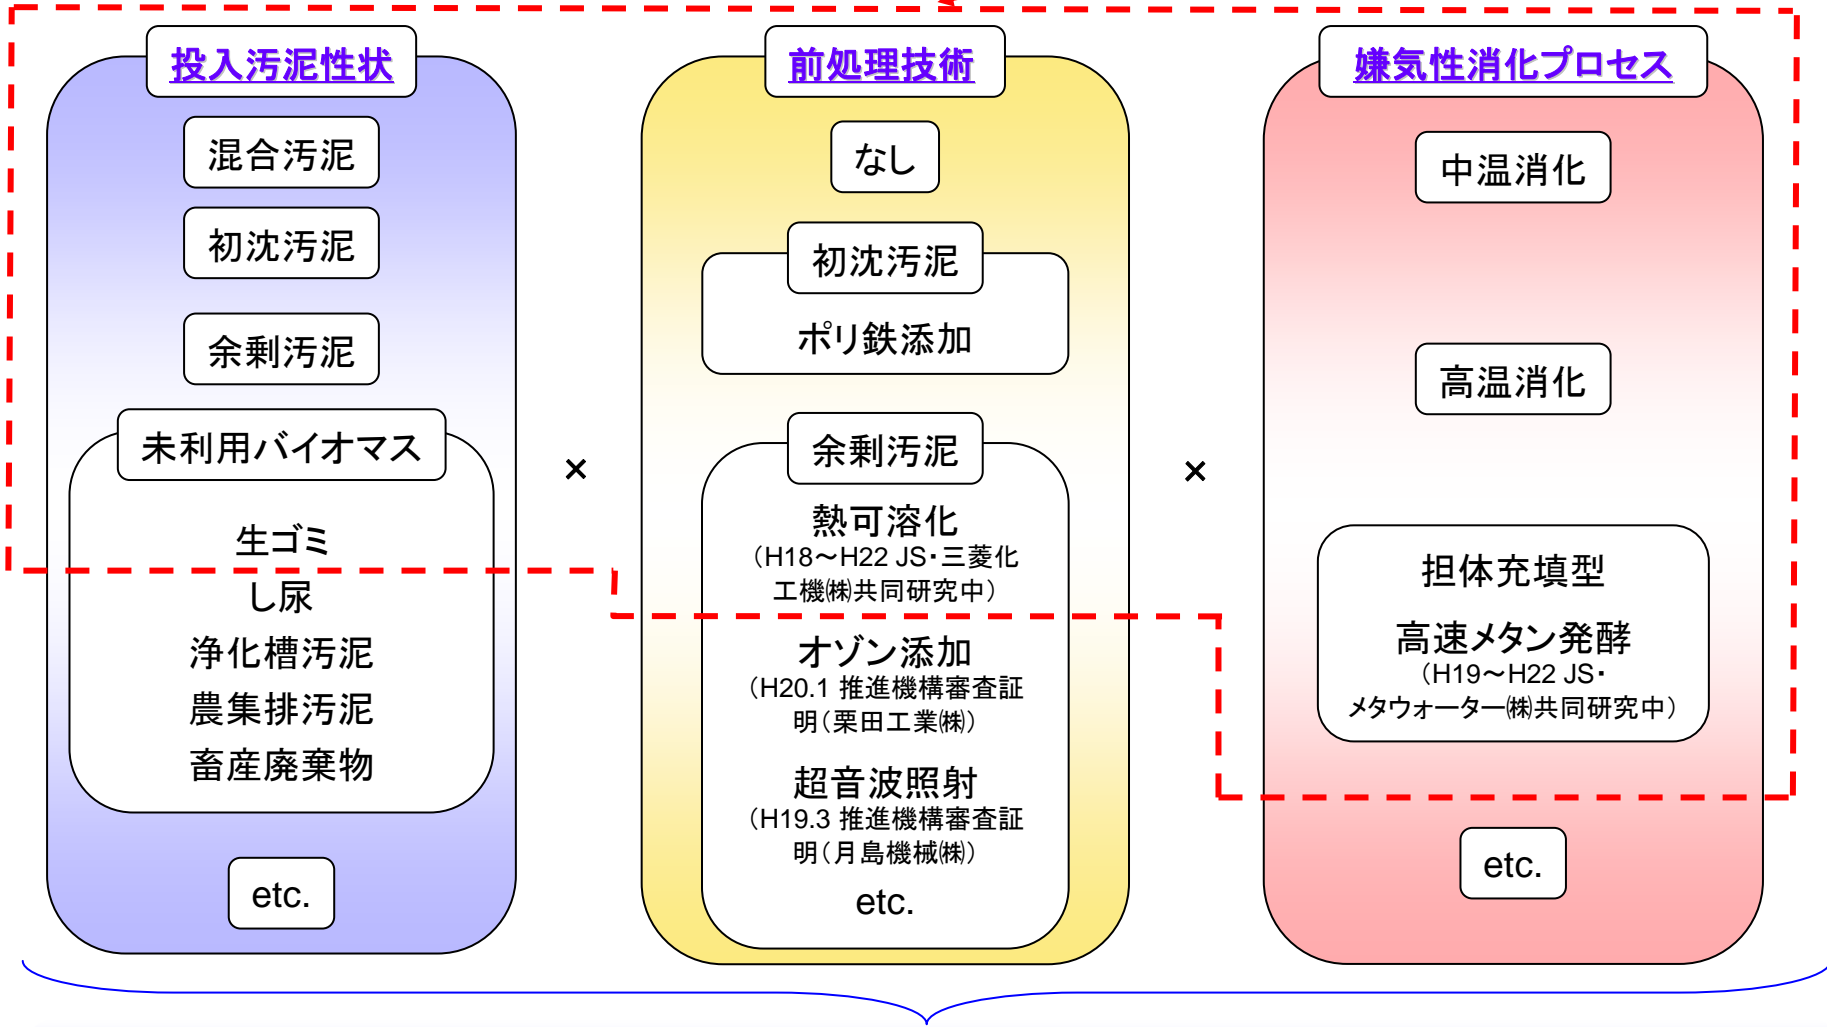 投入汚泥性状
混合汚泥
初沈汚泥
余剰汚泥
未利用バイオマス
生ゴミ
し尿
浄化槽汚泥
農集排汚泥
畜産廃棄物
etc.
×
前処理技術
なし
初沈汚泥
ポリ鉄添加
余剰汚泥
熱可溶化
（H18～H22 JS・三菱化
工機㈱共同研究中）
オゾン添加
（H20.1 推進機構審査証
明（栗田工業㈱）
超音波照射
（H19.3 推進機構審査証
明（月島機械㈱）
etc.
×
嫌気性消化プロセス
中温消化
高温消化
担体充填型
高速メタン発酵
（H19～H22 JS・
メタウォーター㈱共同研究中）
etc.